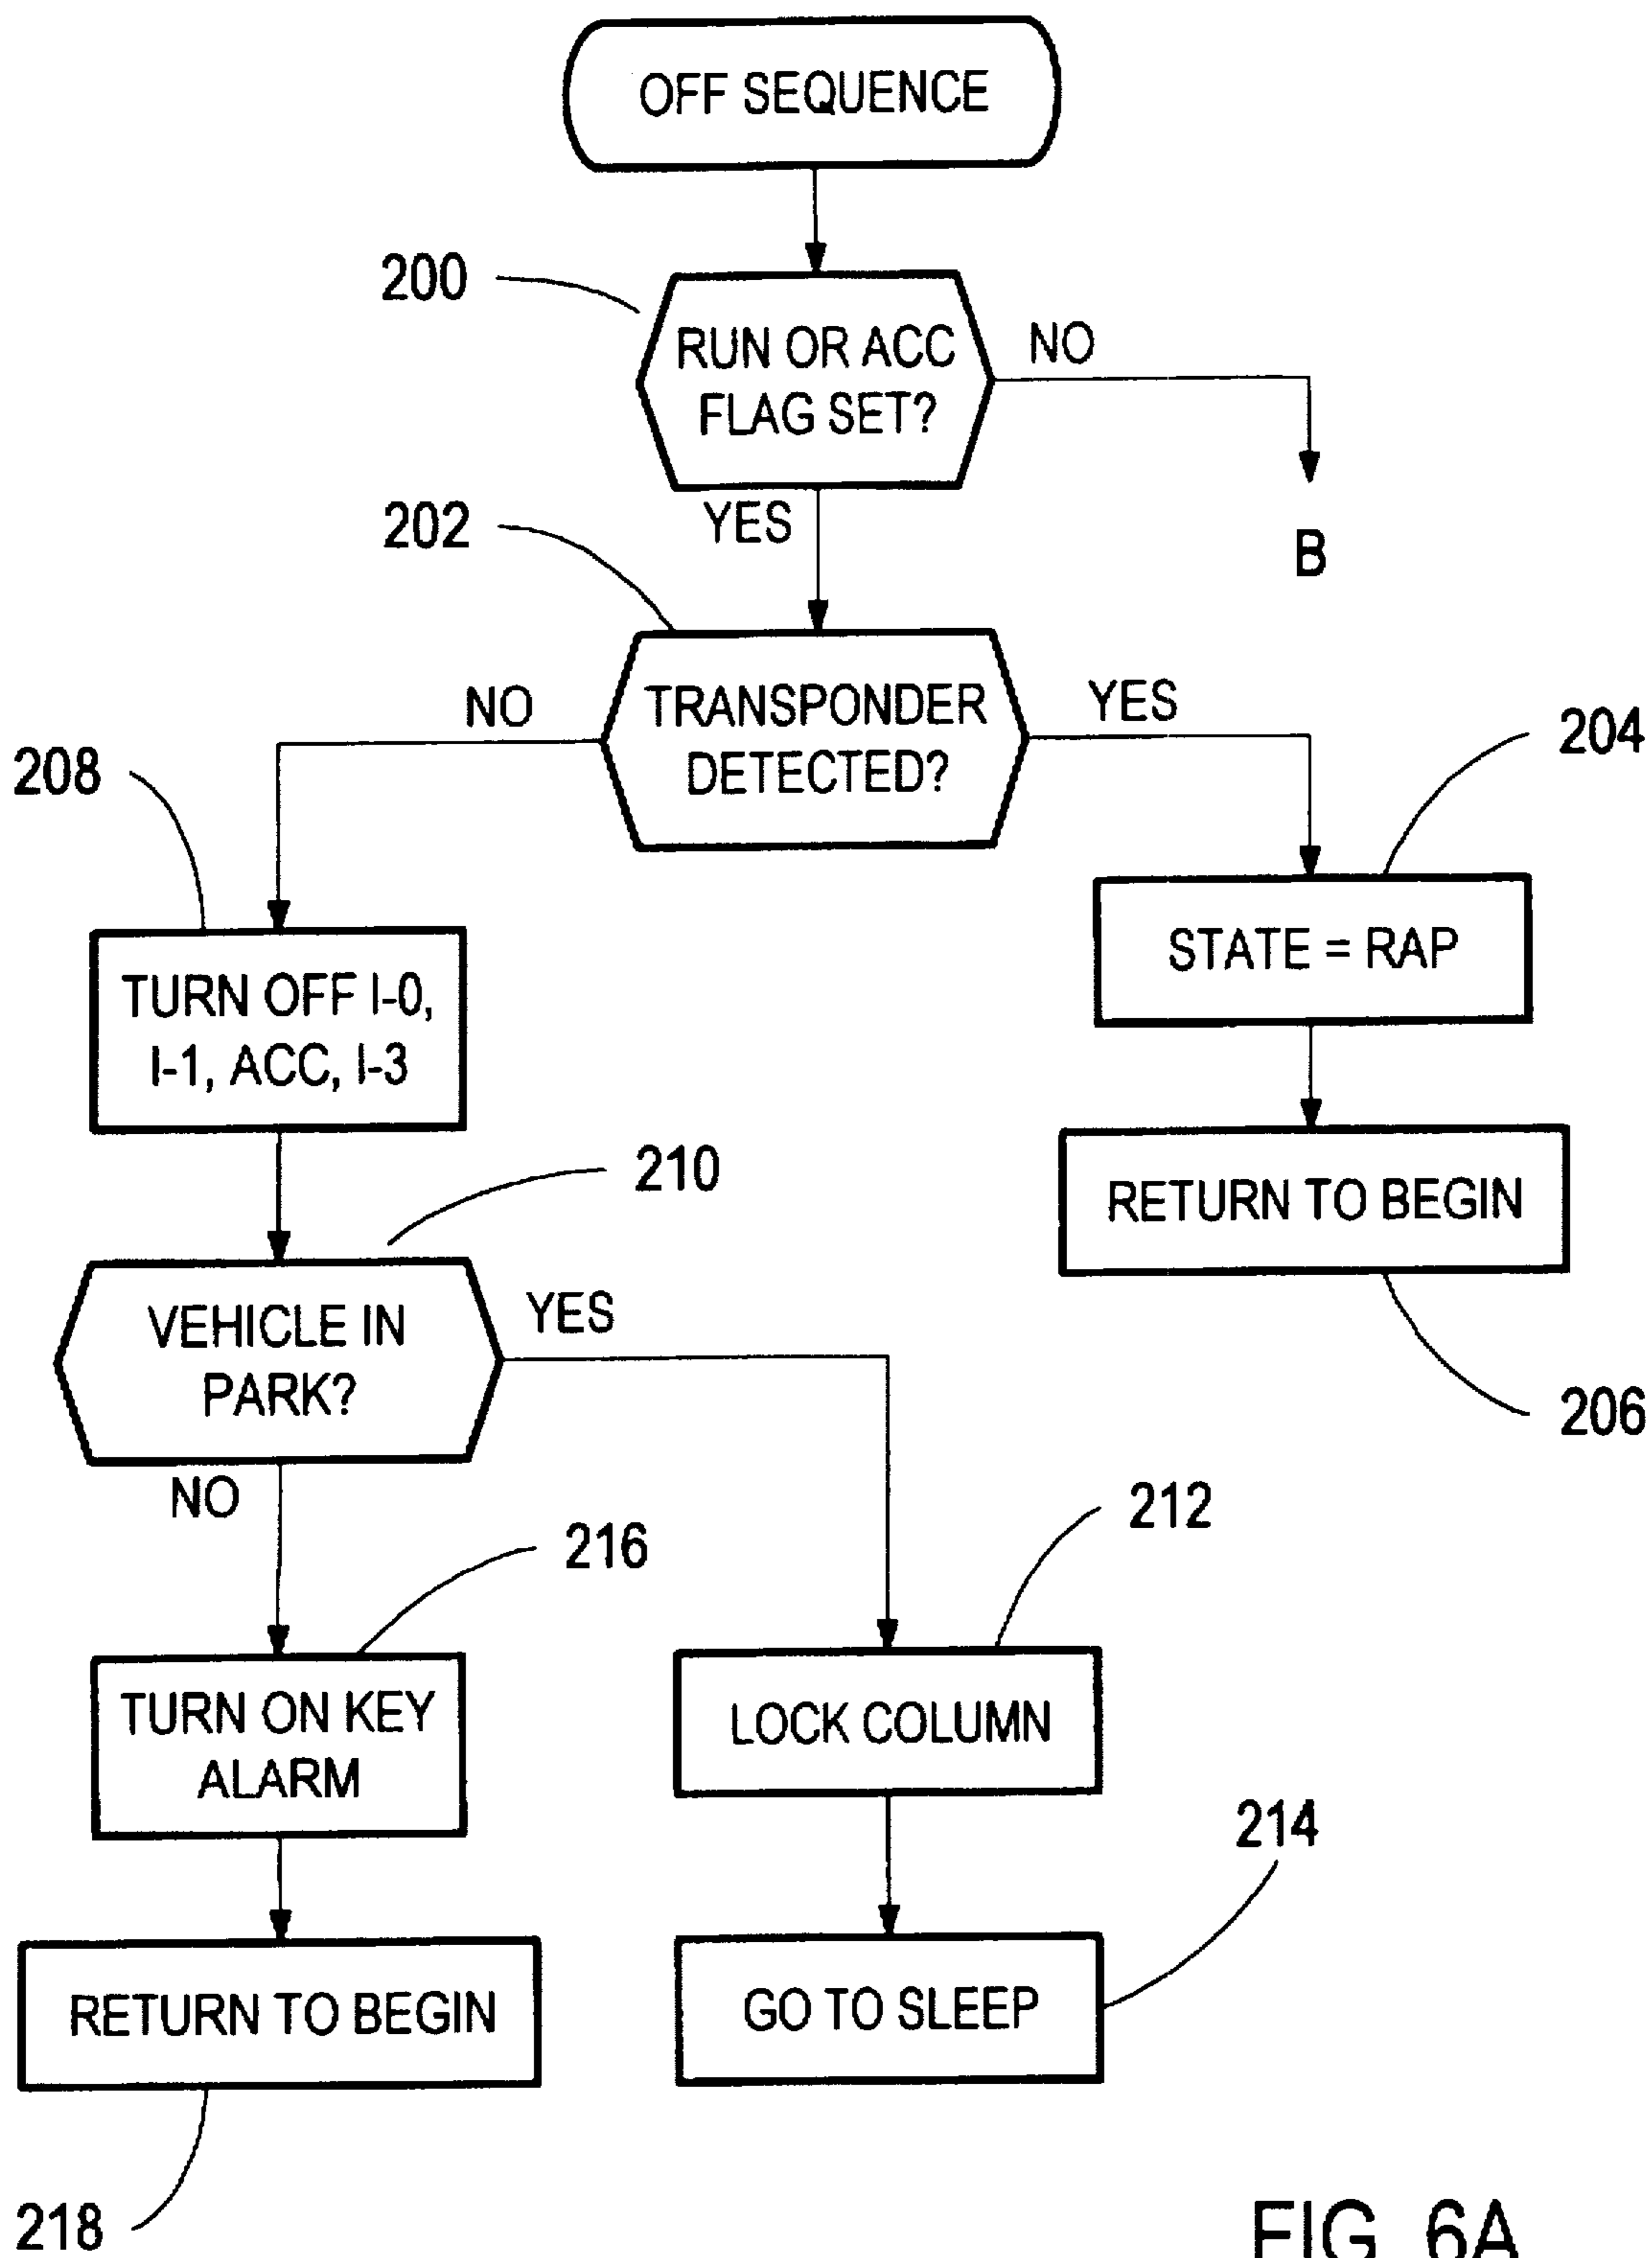 OFF SEQUENCE
200
RUN OR ACC
FLAG SET?
NO
YES
B
202
TRANSPONDER
DETECTED?
NO
YES
204
208
STATE = RAP
TURN OFF I-0,
I-1, ACC, I-3
210
RETURN TO BEGIN
206
VEHICLE IN
PARK?
YES
NO
212
216
TURN ON KEY
ALARM
LOCK COLUMN
214
RETURN TO BEGIN
GO TO SLEEP
218
FIG. 6A